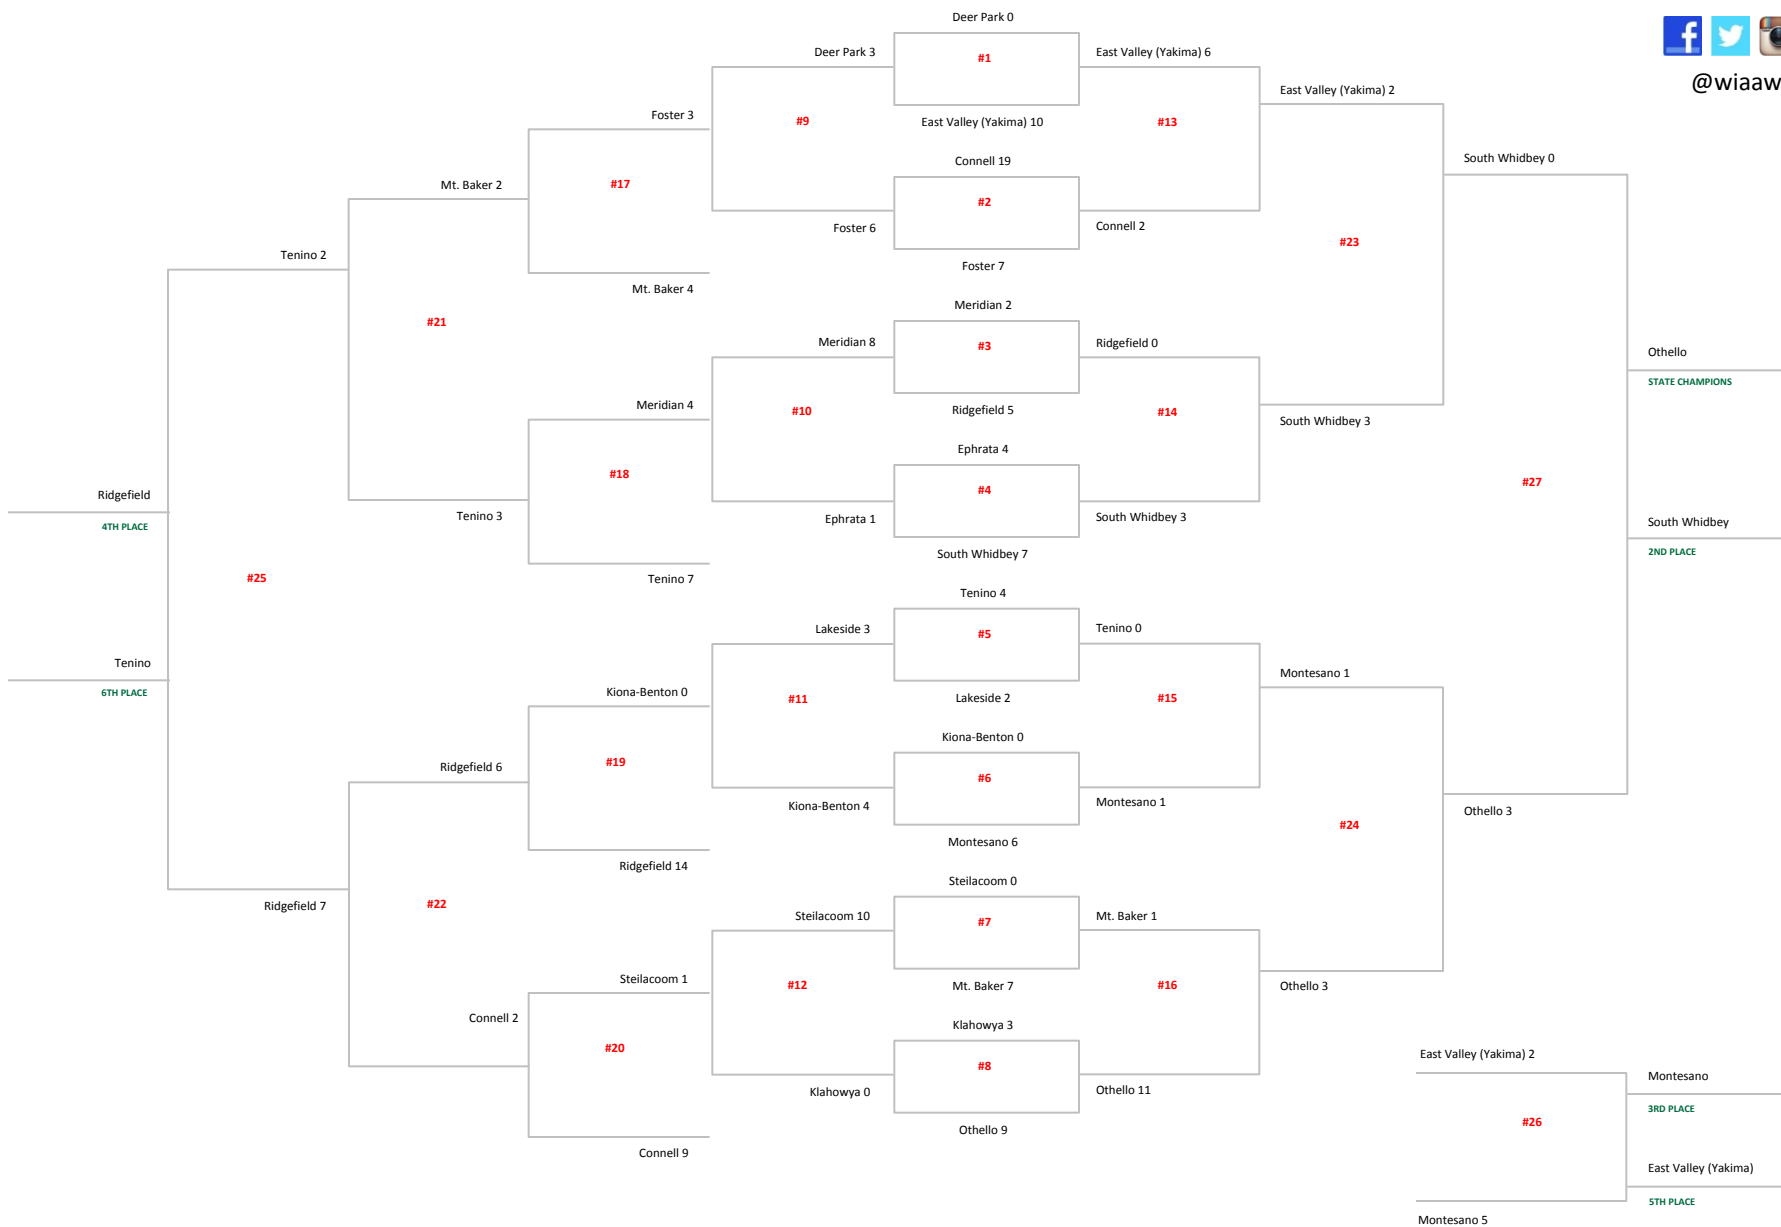 Deer Park 0
Deer Park 3
#1
East Valley (Yakima) 6
@wiaaw
East Valley (Yakima) 2
Foster 3
#9
East Valley (Yakima) 10
#13
South Whidbey 0
Connell 19
Mt. Baker 2
#17
#2
Foster 6
Connell 2
#23
Tenino 2
Foster 7
Mt. Baker 4
Meridian 2
#21
Meridian 8
#3
Ridgefield 0
Othello
STATE CHAMPIONS
Meridian 4
#10
Ridgefield 5
#14
South Whidbey 3
Ephrata 4
#18
#4
#27
Ridgefield
4TH PLACE
Tenino 3
Ephrata 1
South Whidbey 3
South Whidbey
2ND PLACE
South Whidbey 7
#25
Tenino 7
Tenino 4
Lakeside 3
#5
Tenino 0
Tenino
6TH PLACE
Montesano 1
Kiona-Benton 0
#11
Lakeside 2
#15
Kiona-Benton 0
Ridgefield 6
#19
#6
Kiona-Benton 4
Montesano 1
Othello 3
#24
Montesano 6
Ridgefield 14
Steilacoom 0
Ridgefield 7
#22
Steilacoom 10
#7
Mt. Baker 1
Steilacoom 1
#12
Mt. Baker 7
#16
Othello 3
Connell 2
Klahowya 3
#20
#8
East Valley (Yakima) 2
Klahowya 0
Othello 11
Montesano
3RD PLACE
#26
Othello 9
Connell 9
East Valley (Yakima)
5TH PLACE
Montesano 5